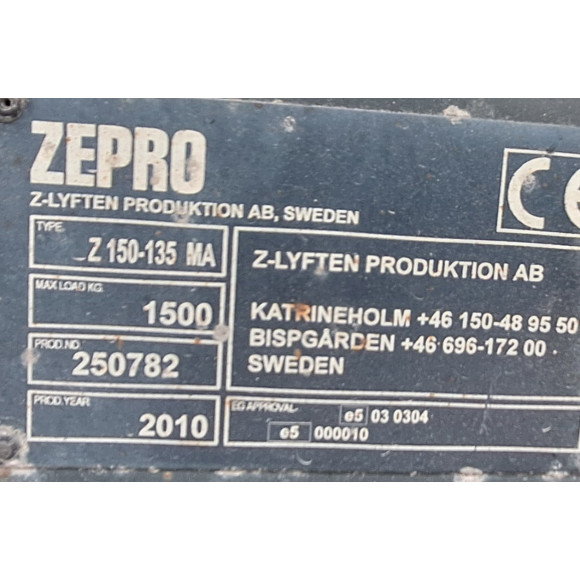 ZEPRO
Z-LYFTEN PRODUKTION AB, SWEDEN
CE
TYPE
Z 150-135 MA
MAX LOAD KG
1500
PROD.NO.
250782
PROD.YEAR
2010
Z-LYFTEN PRODUKTION AB
KATRINEHOLM +46 150-48 95 50
BISPGÅRDEN +46 696-172 00
SWEDEN
EG APPROVAL
e5 03 0304
e5 000010